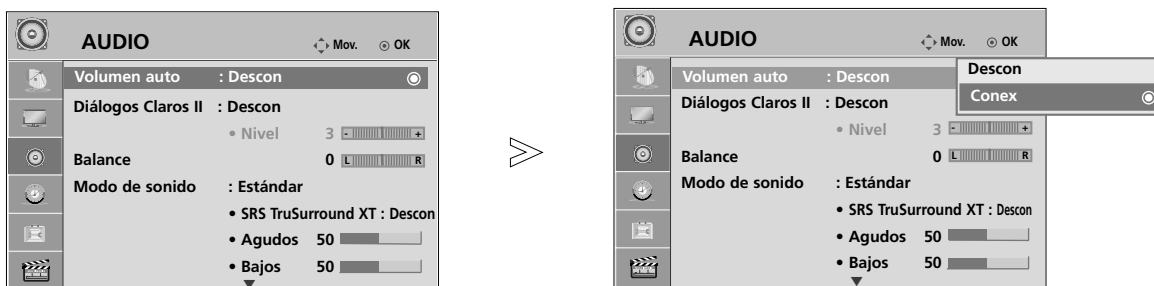 AUDIO Mov. OK
Volumen auto : Descon
Diálogos Claros II : Descon
• Nivel 3 - +
Balance 0 L R
Modo de sonido : Estándar
• SRS TruSurround XT : Descon
• Agudos 50
• Bajos 50
AUDIO Mov. OK
Volumen auto : Descon
Descon
Conex
Diálogos Claros II : Descon
• Nivel 3 - +
Balance 0 L R
Modo de sonido : Estándar
• SRS TruSurround XT : Descon
• Agudos 50
• Bajos 50